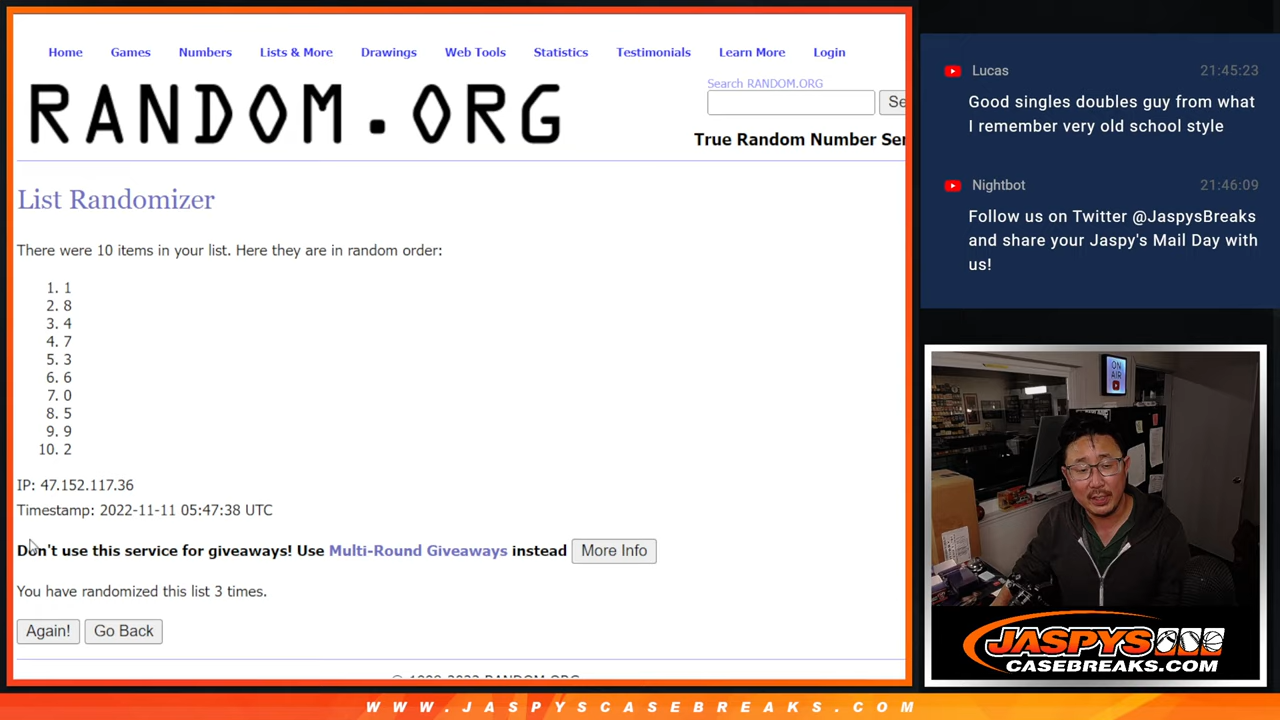 Home Games Numbers Lists & More Drawings Web Tools Statistics Testimonials Learn More Login
RANDOM.ORG
Search RANDOM.ORG
Se
True Random Number Ser
List Randomizer
There were 10 items in your list. Here they are in random order:
1. 1
2. 8
3. 4
4. 7
5. 3
6. 6
7. 0
8. 5
9. 9
10. 2
IP: 47.152.117.36
Timestamp: 2022-11-11 05:47:38 UTC
Don't use this service for giveaways! Use Multi-Round Giveaways instead More Info
You have randomized this list 3 times.
Again! Go Back
Lucas 21:45:23
Good singles doubles guy from what
I remember very old school style
Nightbot 21:46:09
Follow us on Twitter @JaspysBreaks
and share your Jaspy's Mail Day with
us!
ON
AIR
JASPYS
CASEBREAKS.COM
WWW.JASPYSCASEBREAKS.COM